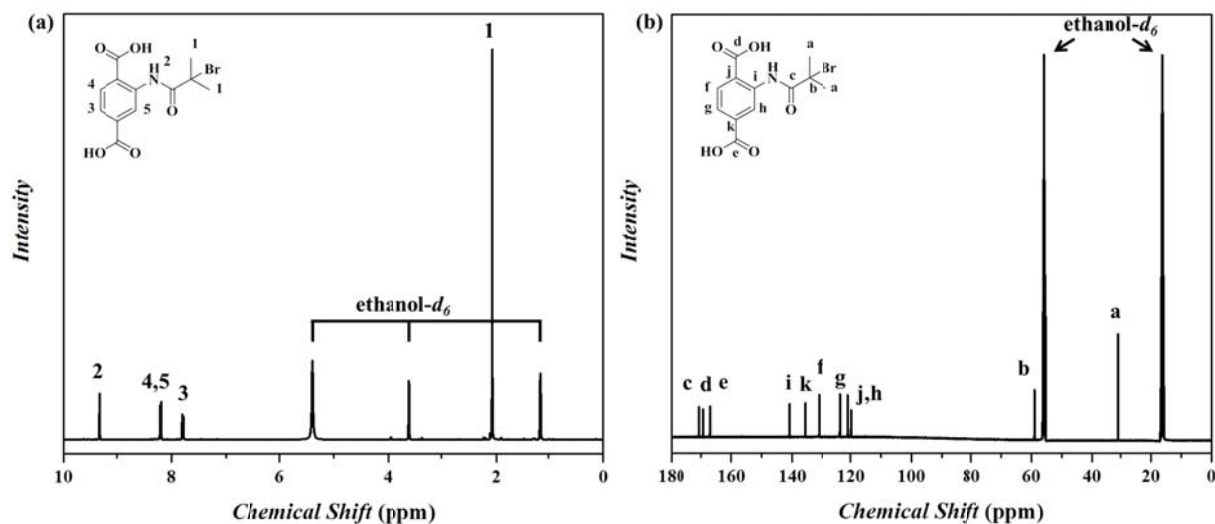 (a)
1
O
OH
1
H
N
2
Br
4
3
5
O
1
HO
O
2
4,5
3
ethanol-d6
Intensity
10
8
6
4
2
0
Chemical Shift (ppm)
(b)
ethanol-d6
O
d
OH
a
j
H
N
Br
f
i
c
b
a
g
h
O
k
HO
e
O
c
d
e
i
k
f
g
j,h
b
a
Intensity
180
160
140
120
100
80
60
40
20
0
Chemical Shift (ppm)